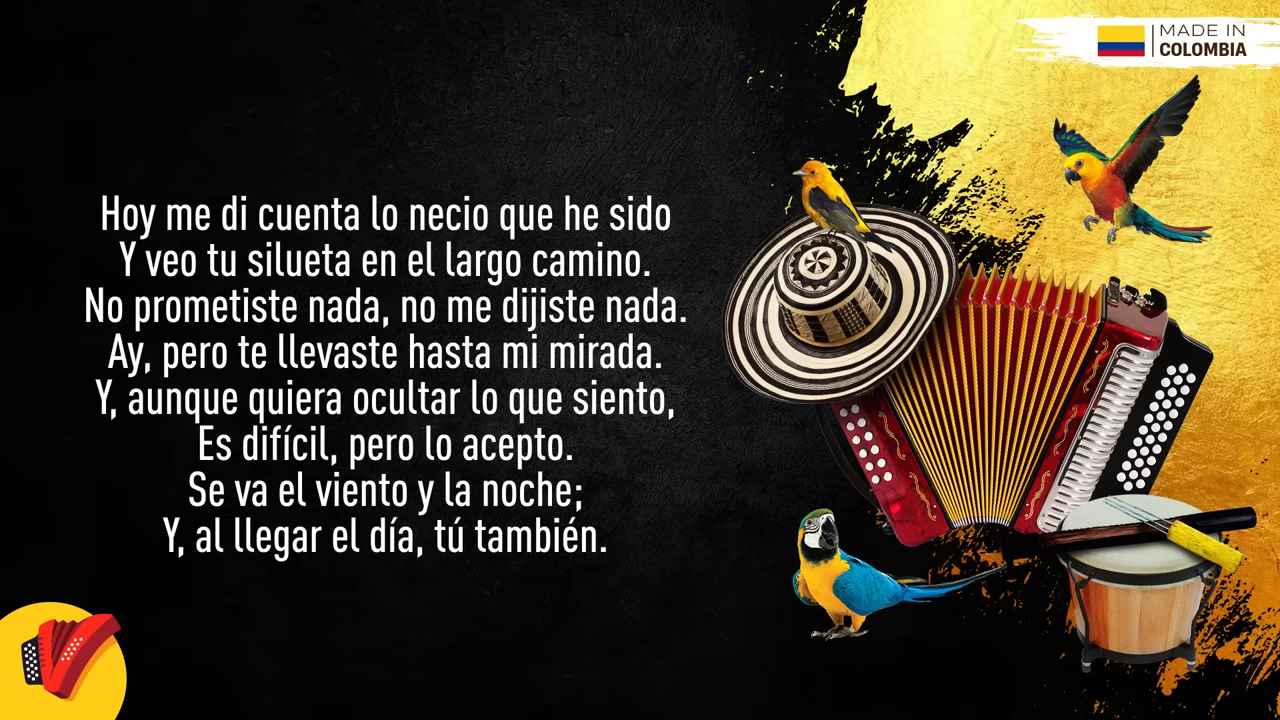 MADE IN
COLOMBIA
Hoy me di cuenta lo necio que he sido
Y veo tu silueta en el largo camino.
No prometiste nada, no me dijiste nada.
Ay, pero te llevaste hasta mi mirada.
Y, aunque quiera ocultar lo que siento,
Es difícil, pero lo acepto.
Se va el viento y la noche;
Y, al llegar el día, tú también.